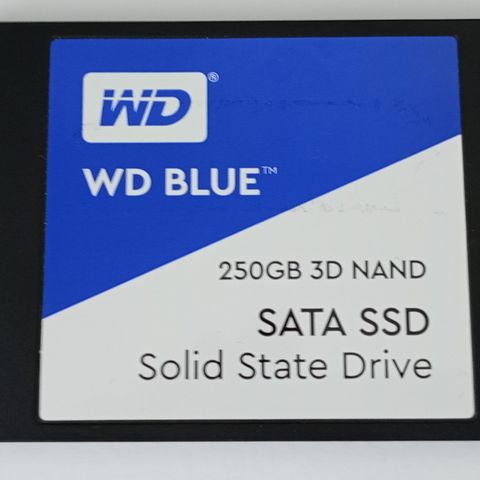 WD®
WD BLUE™
250GB 3D NAND
SATA SSD
Solid State Drive